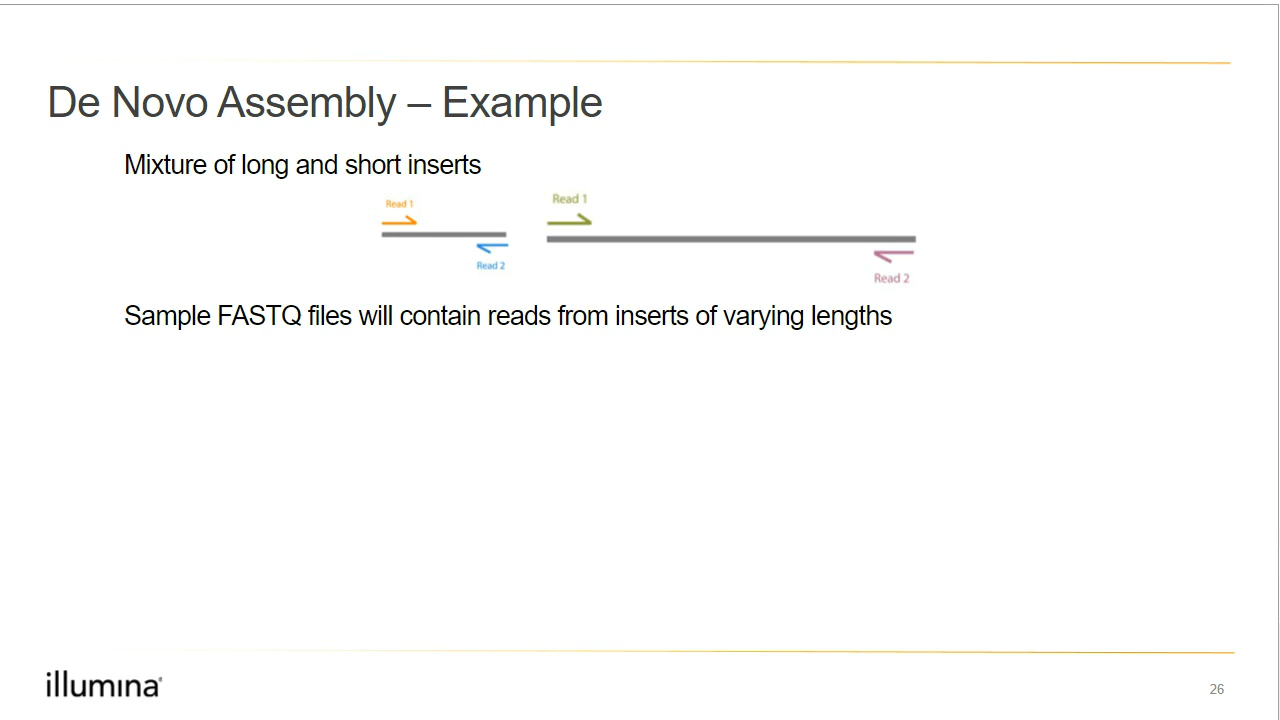 De Novo Assembly – Example
Mixture of long and short inserts
Read 1
Read 1
Read 2
Read 2
Sample FASTQ files will contain reads from inserts of varying lengths
illumina®
26